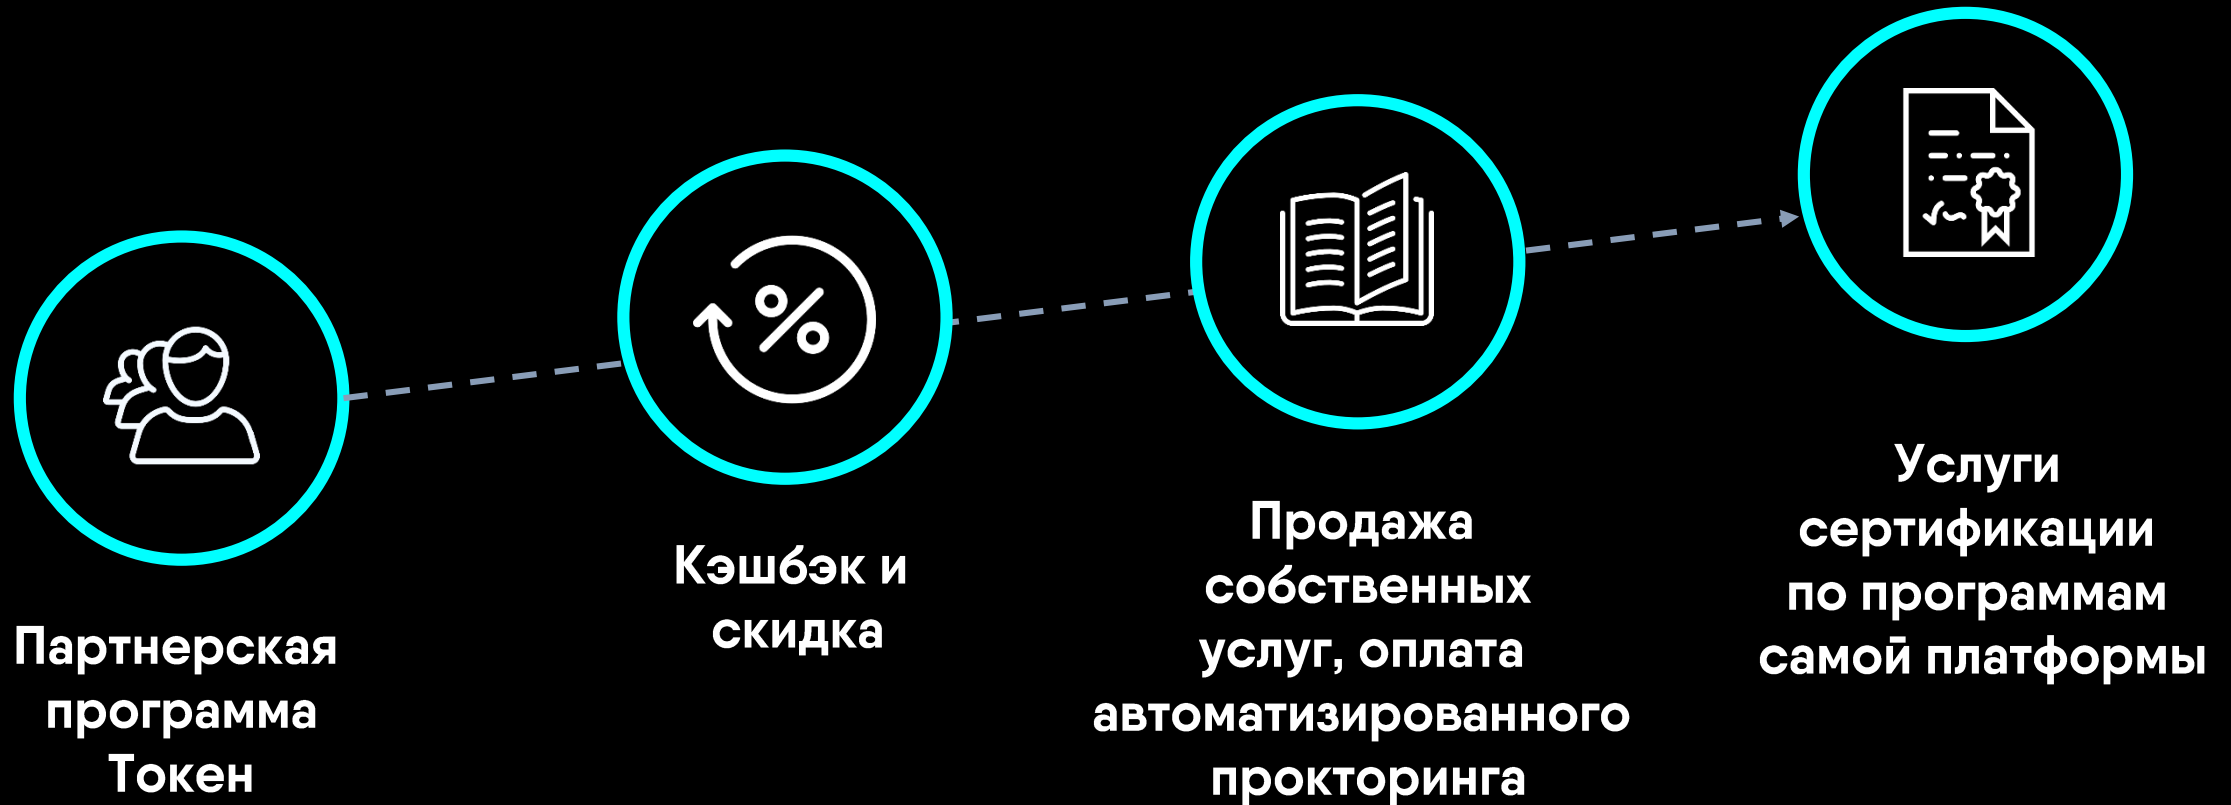 Партнерская
программа
Токен
Кэшбэк и
скидка
Продажа
собственных
услуг, оплата
автоматизированного
прокторинга
Услуги
сертификации
по программам
самой платформы
%